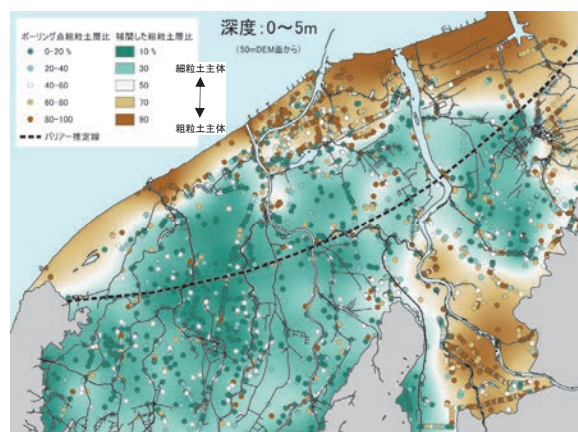 深度：0～5m
（50mDEM面から）
ボーリング点粗粒土層比
0-20 %
20-40
40-60
60-80
80-100
補間した粗粒土層比
10 %
30
50
70
90
バリアー推定線
細粒土主体
粗粒土主体